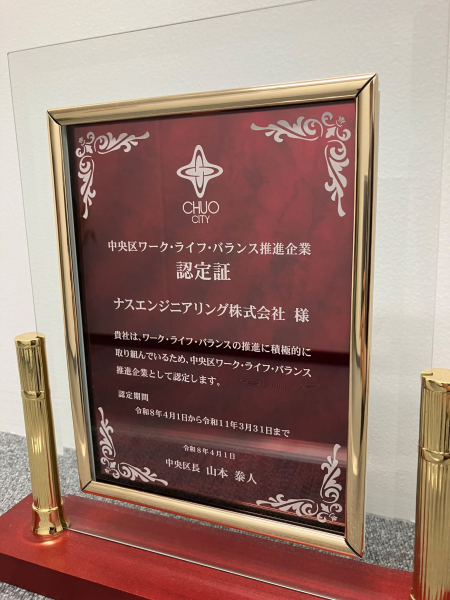 CHUO
CITY
中央区ワーク・ライフ・バランス推進企業
認定証
ナスエンジニアリング株式会社 様
貴社は、ワーク・ライフ・バランスの推進に積極的に
取り組んでいるため、中央区ワーク・ライフ・バランス
推進企業として認定します。
認定期間
令和8年4月1日から令和11年3月31日まで
令和8年4月1日
中央区長 山本 泰人